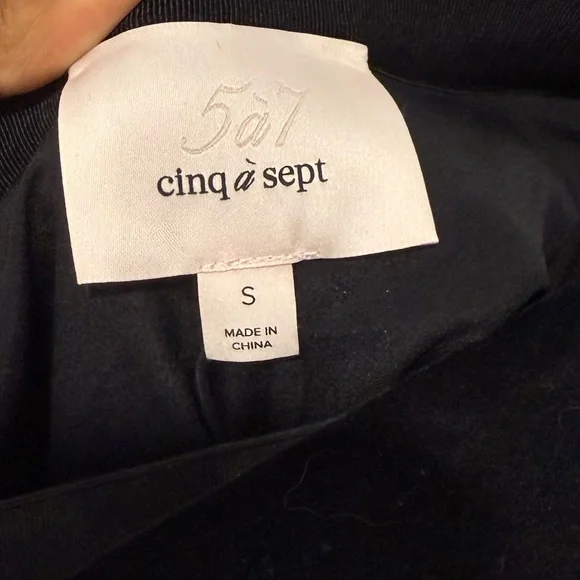 5à7
cinq à sept
S
MADE IN
CHINA